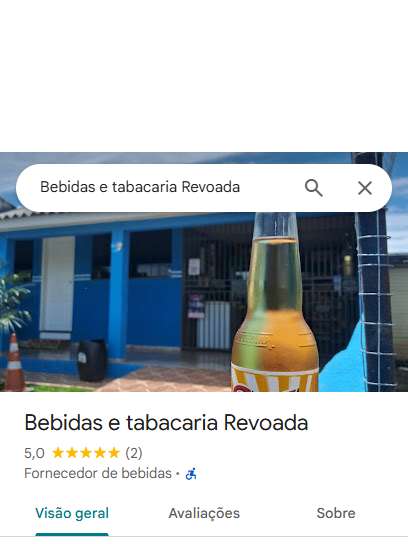 Bebidas e tabacaria Revoada
Bebidas e tabacaria Revoada
5,0 (2)
Fornecedor de bebidas ·
Visão geral
Avaliações
Sobre